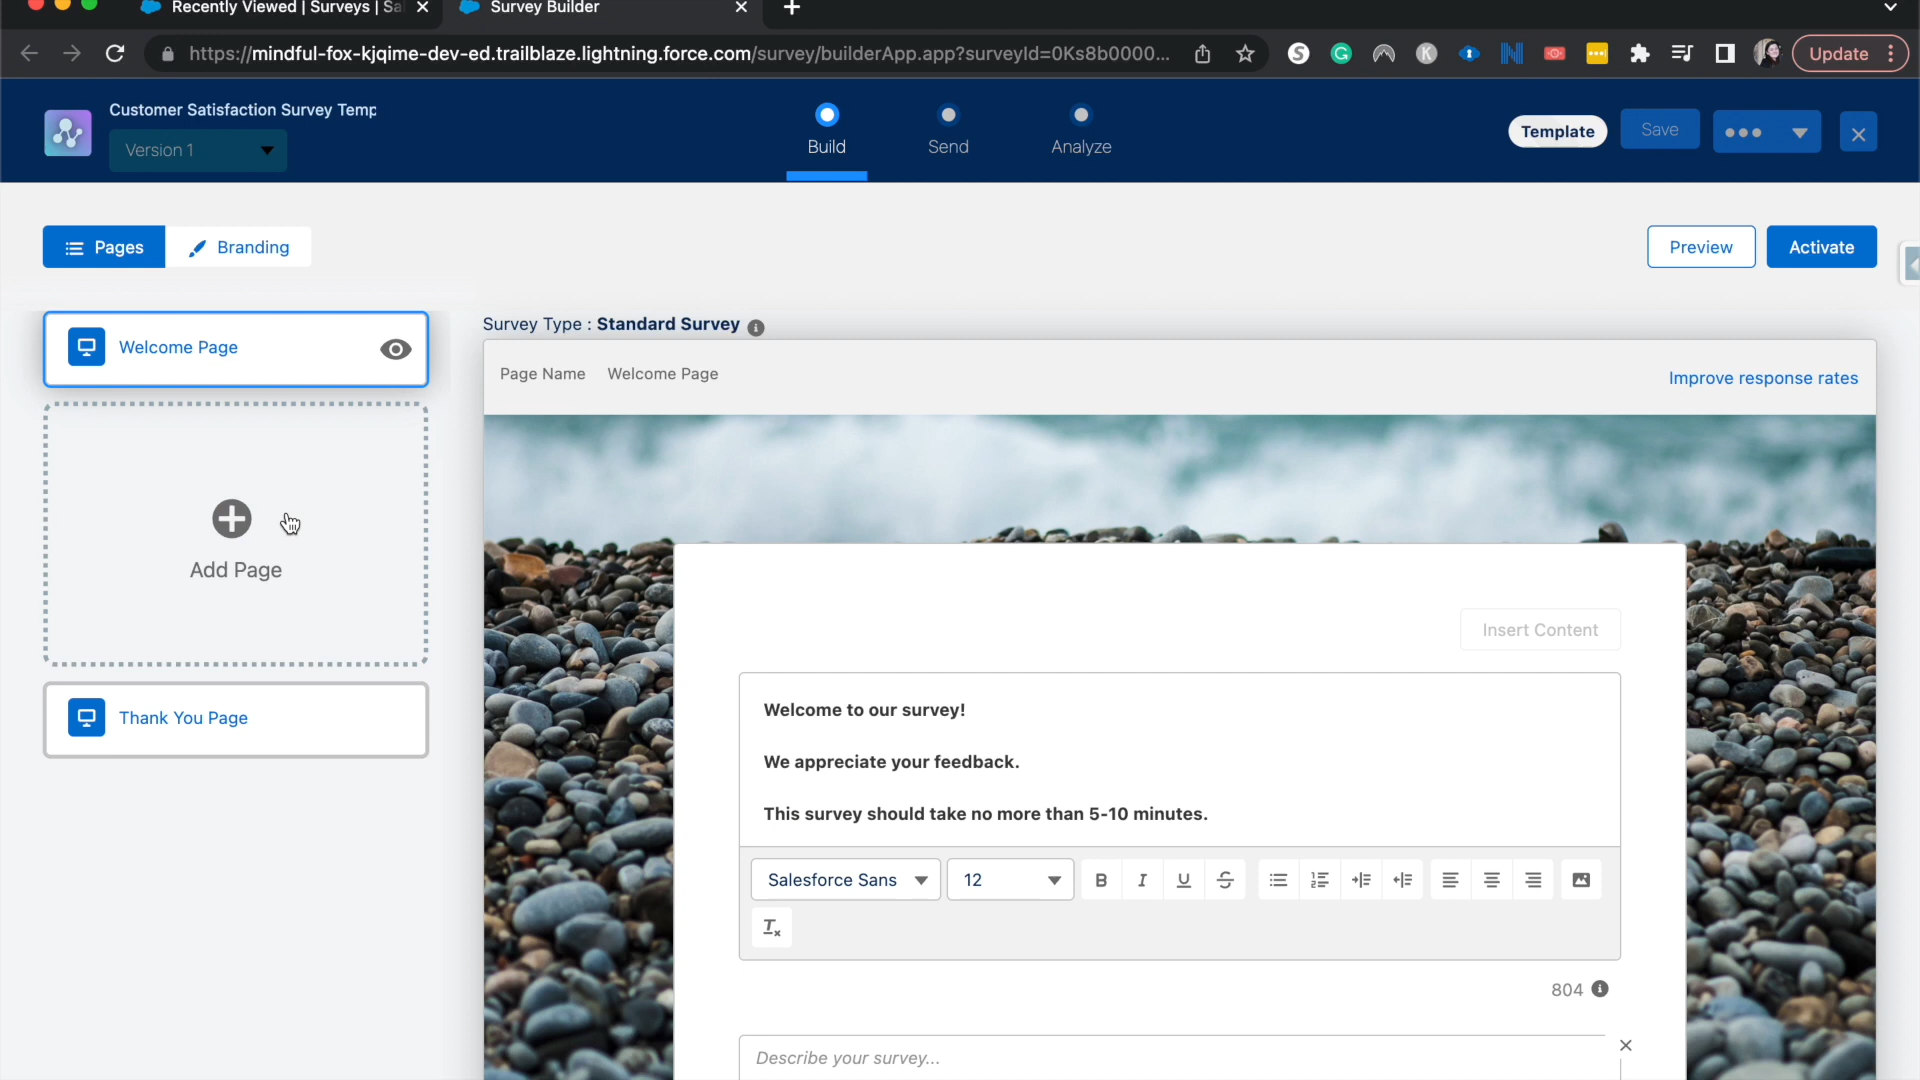 Recently Viewed | Surveys | Sa
Survey Builder
https://mindful-fox-kjqime-dev-ed.trailblaze.lightning.force.com/survey/builderApp.app?surveyId=0Ks8b0000...
Update
Customer Satisfaction Survey Temp
Version 1
Build
Send
Analyze
Template
Save
Pages
Branding
Preview
Activate
Welcome Page
Survey Type : Standard Survey
Page Name Welcome Page
Improve response rates
Add Page
Thank You Page
Insert Content
Welcome to our survey!
We appreciate your feedback.
This survey should take no more than 5-10 minutes.
Salesforce Sans
12
B I U S
804
Describe your survey...